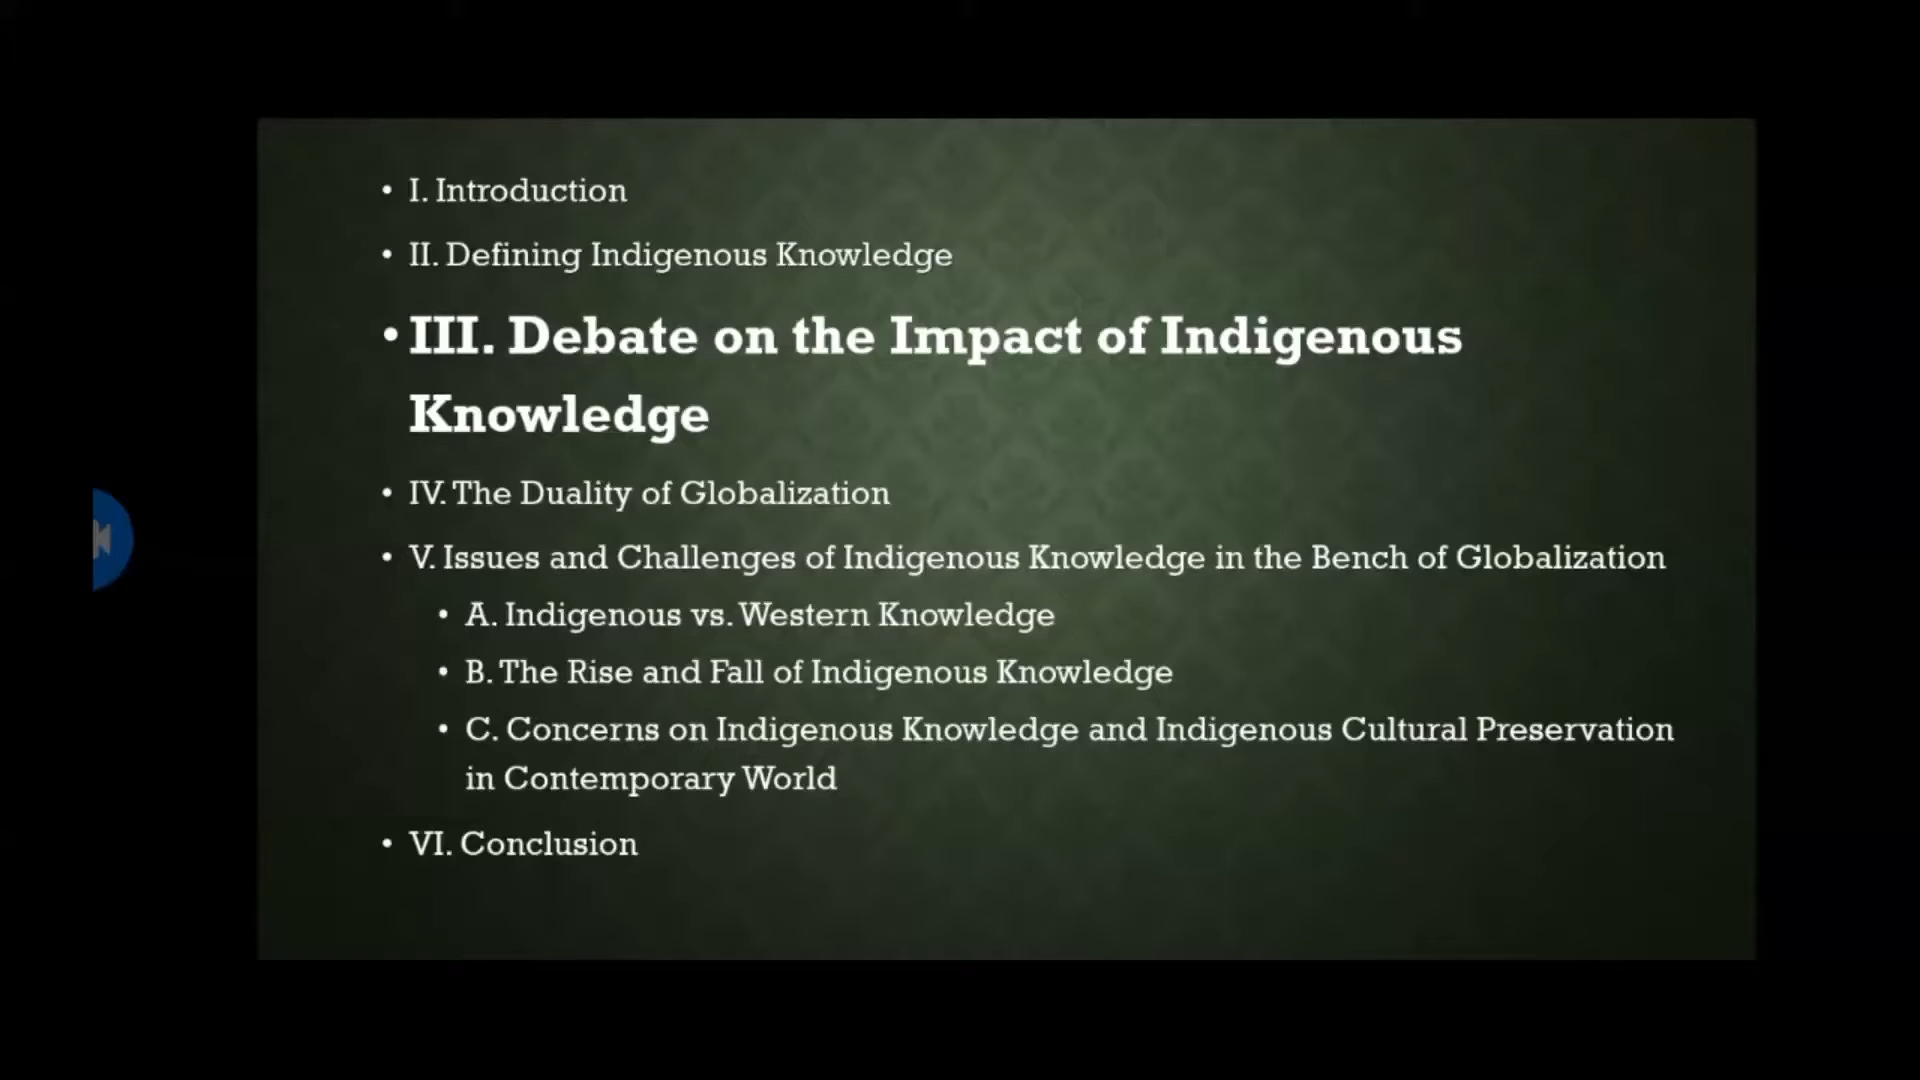 • I. Introduction
• II. Defining Indigenous Knowledge
• III. Debate on the Impact of Indigenous
Knowledge
• IV. The Duality of Globalization
• V. Issues and Challenges of Indigenous Knowledge in the Bench of Globalization
• A. Indigenous vs. Western Knowledge
• B. The Rise and Fall of Indigenous Knowledge
• C. Concerns on Indigenous Knowledge and Indigenous Cultural Preservation
in Contemporary World
• VI. Conclusion